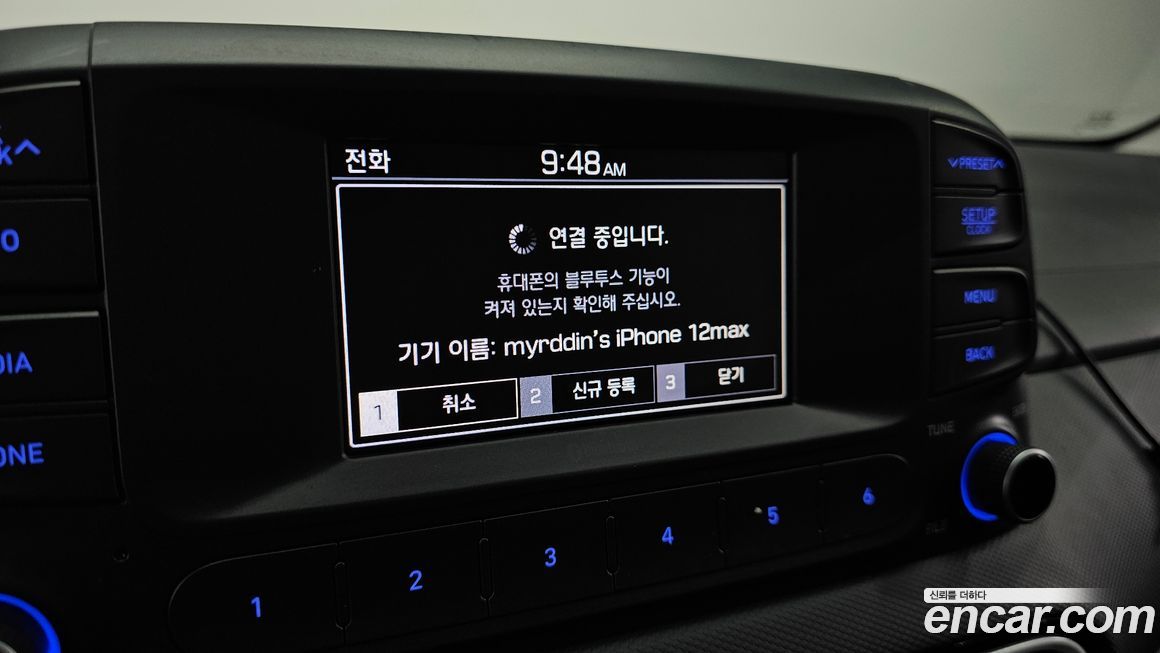 전화
9:48 AM
연결 중입니다.
휴대폰의 블루투스 기능이
켜져 있는지 확인해 주십시오.
기기 이름: myrddin's iPhone 12max
1 취소
2 신규 등록
3 닫기
PRESET
SETUP
CLOCK
MENU
BACK
TUNE
FILE
1
2
3
4
5
6
신뢰를 더하다
encar.com